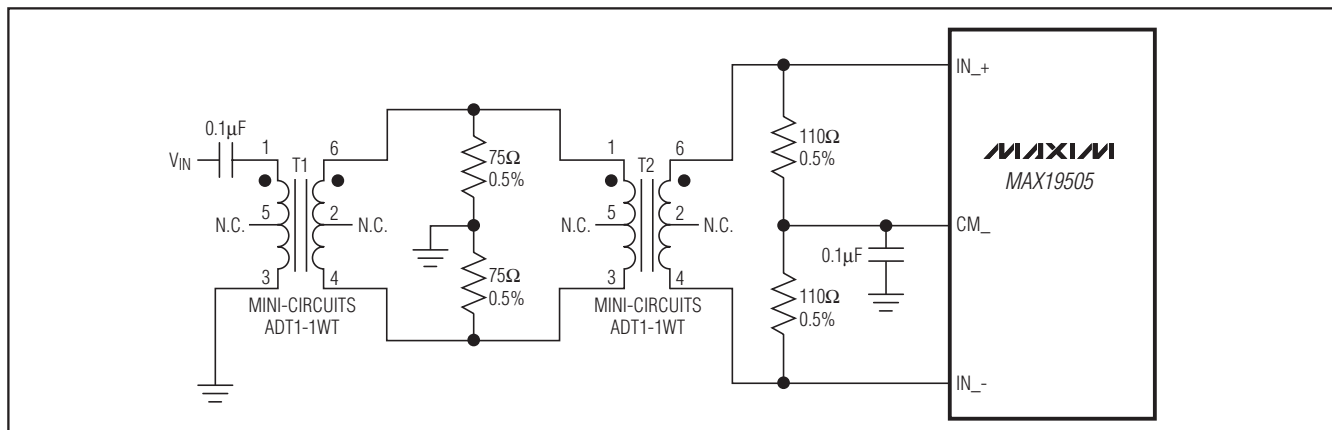 0.1μF
V_IN
1
T1
6
N.C.
5
2
N.C.
3
4
MINI-CIRCUITS
ADT1-1WT
75Ω
0.5%
75Ω
0.5%
1
T2
6
N.C.
5
2
N.C.
3
4
MINI-CIRCUITS
ADT1-1WT
110Ω
0.5%
110Ω
0.5%
0.1μF
IN_+
MAXIM
MAX19505
CM_
IN_-